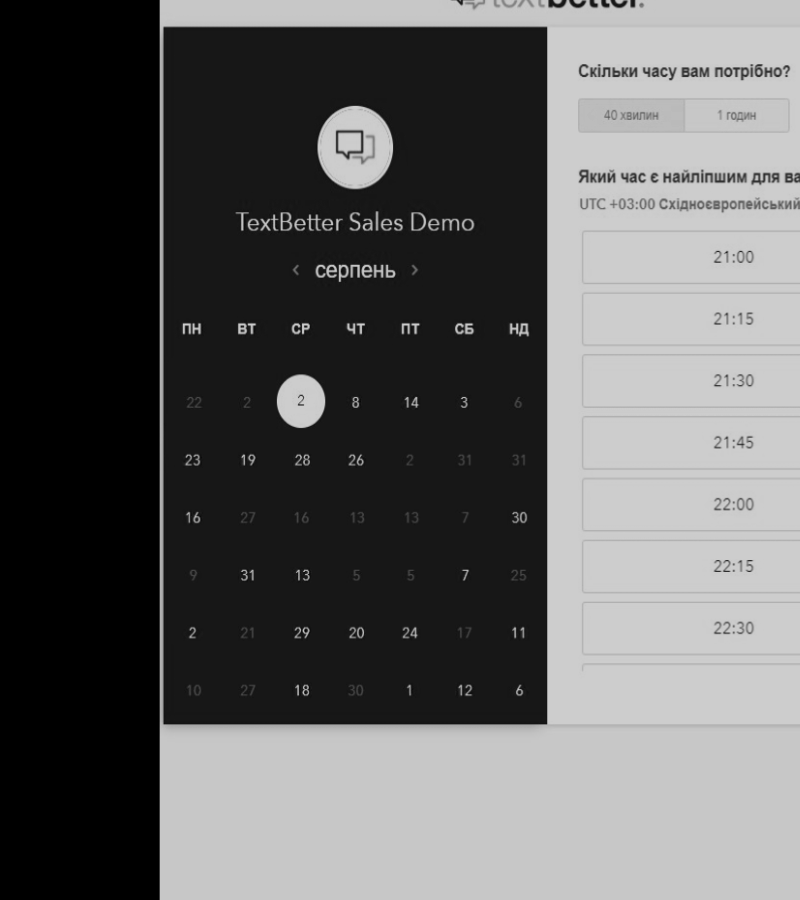 textbetter.
TextBetter Sales Demo
‹ серпень ›
ПН ВТ СР ЧТ ПТ СБ НД
22 2 2 8 14 3 6
23 19 28 26 2 31 31
16 27 16 13 13 7 30
9 31 13 5 5 7 25
2 21 29 20 24 17 11
10 27 18 30 1 12 6
Скільки часу вам потрібно?
40 хвилин 1 годин
Який час є найліпшим для ва
UTC +03:00 Східноєвропейський
21:00
21:15
21:30
21:45
22:00
22:15
22:30